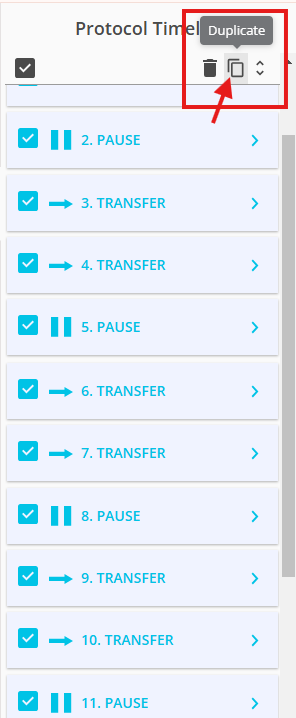 Protocol Timel
Duplicate
2. PAUSE
3. TRANSFER
4. TRANSFER
5. PAUSE
6. TRANSFER
7. TRANSFER
8. PAUSE
9. TRANSFER
10. TRANSFER
11. PAUSE